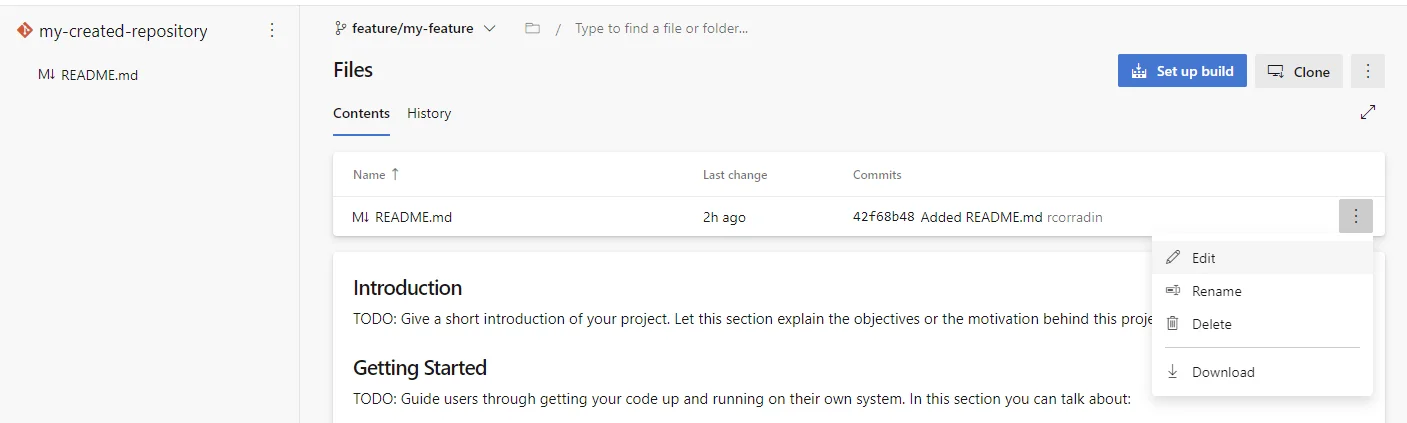 my-created-repository
M↓ README.md
feature/my-feature
/ Type to find a file or folder...
Files
Set up build
Clone
Contents
History
Name ↑
Last change
Commits
M↓ README.md
2h ago
42f68b48 Added README.md rcorradin
Edit
Rename
Delete
Download
Introduction
TODO: Give a short introduction of your project. Let this section explain the objectives or the motivation behind this
Getting Started
TODO: Guide users through getting your code up and running on their own system. In this section you can talk about: